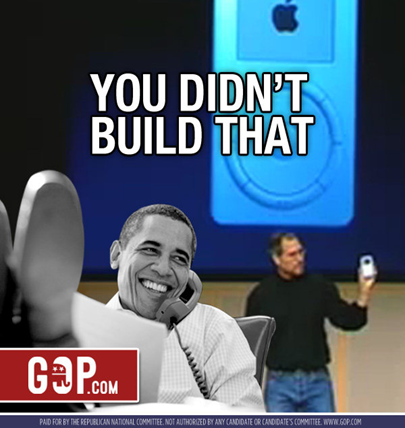 YOU DIDN'T
BUILD THAT
GOP.COM
PAID FOR BY THE REPUBLICAN NATIONAL COMMITTEE. NOT AUTHORIZED BY ANY CANDIDATE OR CANDIDATE'S COMMITTEE. WWW.GOP.COM